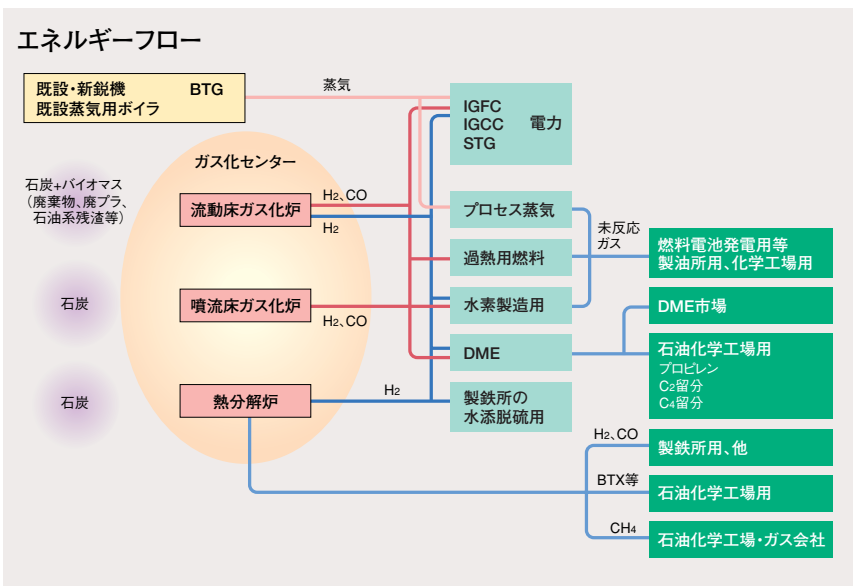 エネルギーフロー
既設・新鋭機 BTG
既設蒸気用ボイラ
蒸気
IGFC
IGCC 電力
STG
ガス化センター
石炭+バイオマス
（廃棄物、廃プラ、
石油系残渣等）
流動床ガス化炉
H2、CO
H2
プロセス蒸気
未反応
ガス
過熱用燃料
燃料電池発電用等
製油所用、化学工場用
石炭
噴流床ガス化炉
H2、CO
水素製造用
DME市場
DME
石油化学工場用
プロピレン
C2留分
C4留分
石炭
熱分解炉
H2
製鉄所の
水添脱硫用
H2、CO
製鉄所用、他
BTX等
石油化学工場用
CH4
石油化学工場・ガス会社